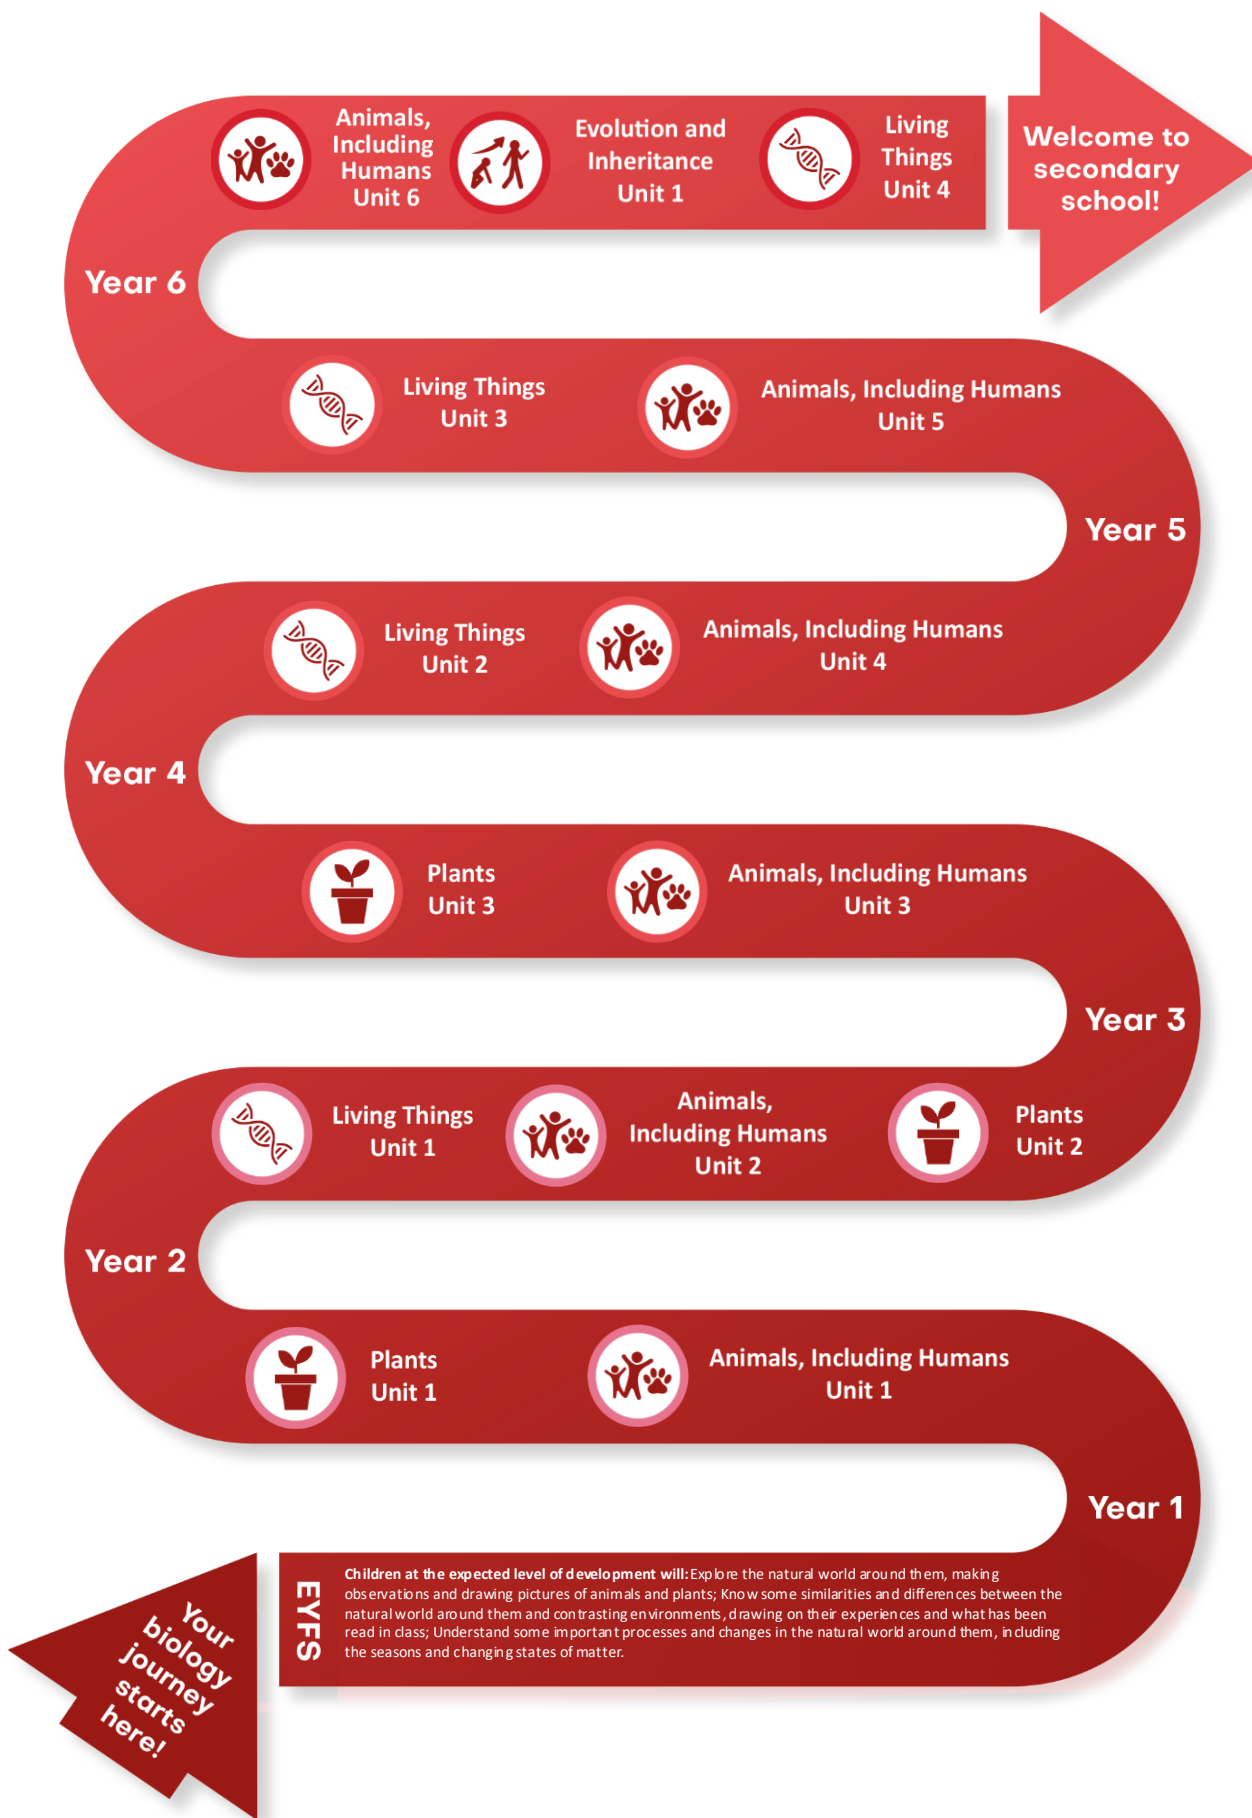 Animals,
Including
Humans
Unit 6
Evolution and
Inheritance
Unit 1
Living
Things
Unit 4
Welcome to
secondary
school!
Year 6
Living Things
Unit 3
Animals, Including Humans
Unit 5
Year 5
Living Things
Unit 2
Animals, Including Humans
Unit 4
Year 4
Plants
Unit 3
Animals, Including Humans
Unit 3
Year 3
Living Things
Unit 1
Animals,
Including Humans
Unit 2
Plants
Unit 2
Year 2
Plants
Unit 1
Animals, Including Humans
Unit 1
Year 1
EYFS
Children at the expected level of development will: Explore the natural world around them, making
observations and drawing pictures of animals and plants; Know some similarities and differences between the
natural world around them and contrasting environments, drawing on their experiences and what has been
read in class; Understand some important processes and changes in the natural world around them, including
the seasons and changing states of matter.
Your
biology
journey
starts
here!